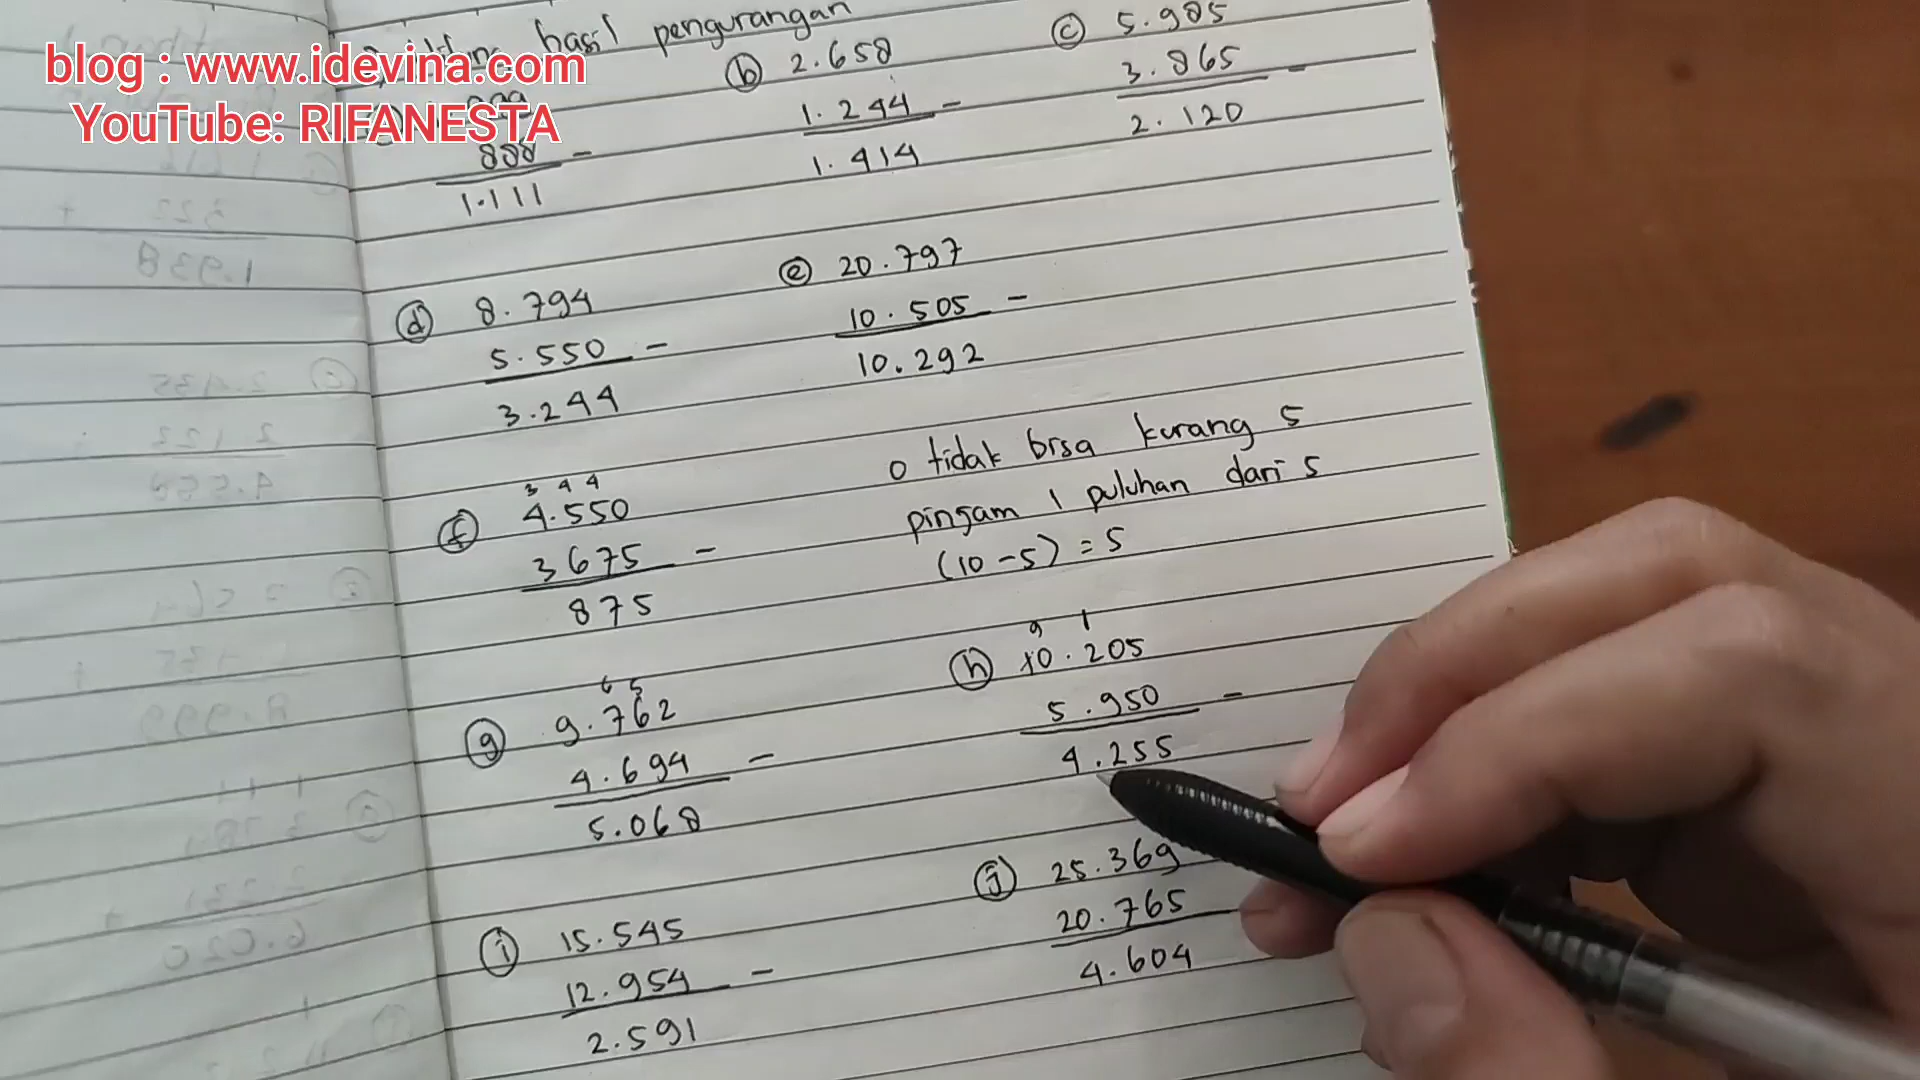 blog : www.idevina.com
YouTube: RIFANESTA
hasil pengurangan
888 -
1.111
(b) 2.658
1.244 -
1.414
(c) 5.985
3.865 -
2.120
(d) 8.794
5.550 -
3.244
(e) 20.797
10.505 -
10.292
3 4 4
(f) 4.550
3675 -
875
0 tidak bisa kurang 5
pinjam 1 puluhan dari 5
(10-5) = 5
6 5
(g) 9.762
4.694 -
5.068
9 1
(h) 10.205
5.950 -
4.255
(i) 15.545
12.954 -
2.591
(j) 25.369
20.765
4.604